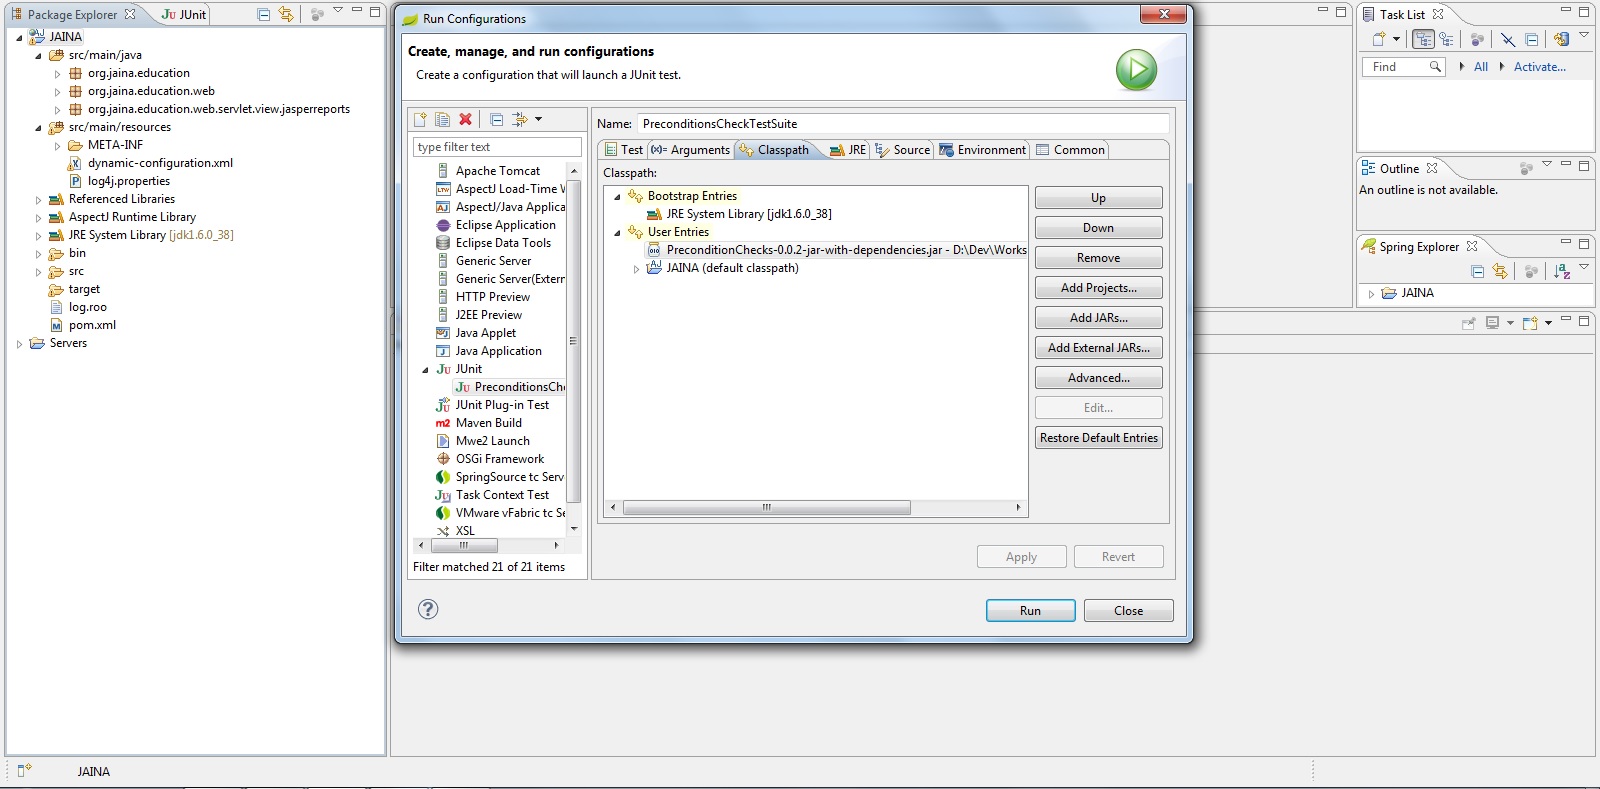 Package Explorer
JUnit
JAINA
src/main/java
org.jaina.education
org.jaina.education.web
org.jaina.education.web.servlet.view.jasperreports
src/main/resources
META-INF
dynamic-configuration.xml
log4j.properties
Referenced Libraries
AspectJ Runtime Library
JRE System Library [jdk1.6.0_38]
bin
src
target
log.roo
pom.xml
Servers
Run Configurations
Create, manage, and run configurations
Create a configuration that will launch a JUnit test.
type filter text
Apache Tomcat
AspectJ Load-Time W
AspectJ/Java Applica
Eclipse Application
Eclipse Data Tools
Generic Server
Generic Server(Extern
HTTP Preview
J2EE Preview
Java Applet
Java Application
JUnit
PreconditionsChe
JUnit Plug-in Test
Maven Build
Mwe2 Launch
OSGi Framework
SpringSource tc Serv
Task Context Test
VMware vFabric tc Se
XSL
Filter matched 21 of 21 items
Name: PreconditionsCheckTestSuite
Test (x)= Arguments Classpath JRE Source Environment Common
Classpath:
Bootstrap Entries
JRE System Library [jdk1.6.0_38]
User Entries
PreconditionChecks-0.0.2-jar-with-dependencies.jar - D:\Dev\Works
JAINA (default classpath)
Up
Down
Remove
Add Projects...
Add JARs...
Add External JARs...
Advanced...
Edit...
Restore Default Entries
Apply Revert
Run Close
Task List
Find All Activate...
Outline
An outline is not available.
Spring Explorer
JAINA
JAINA